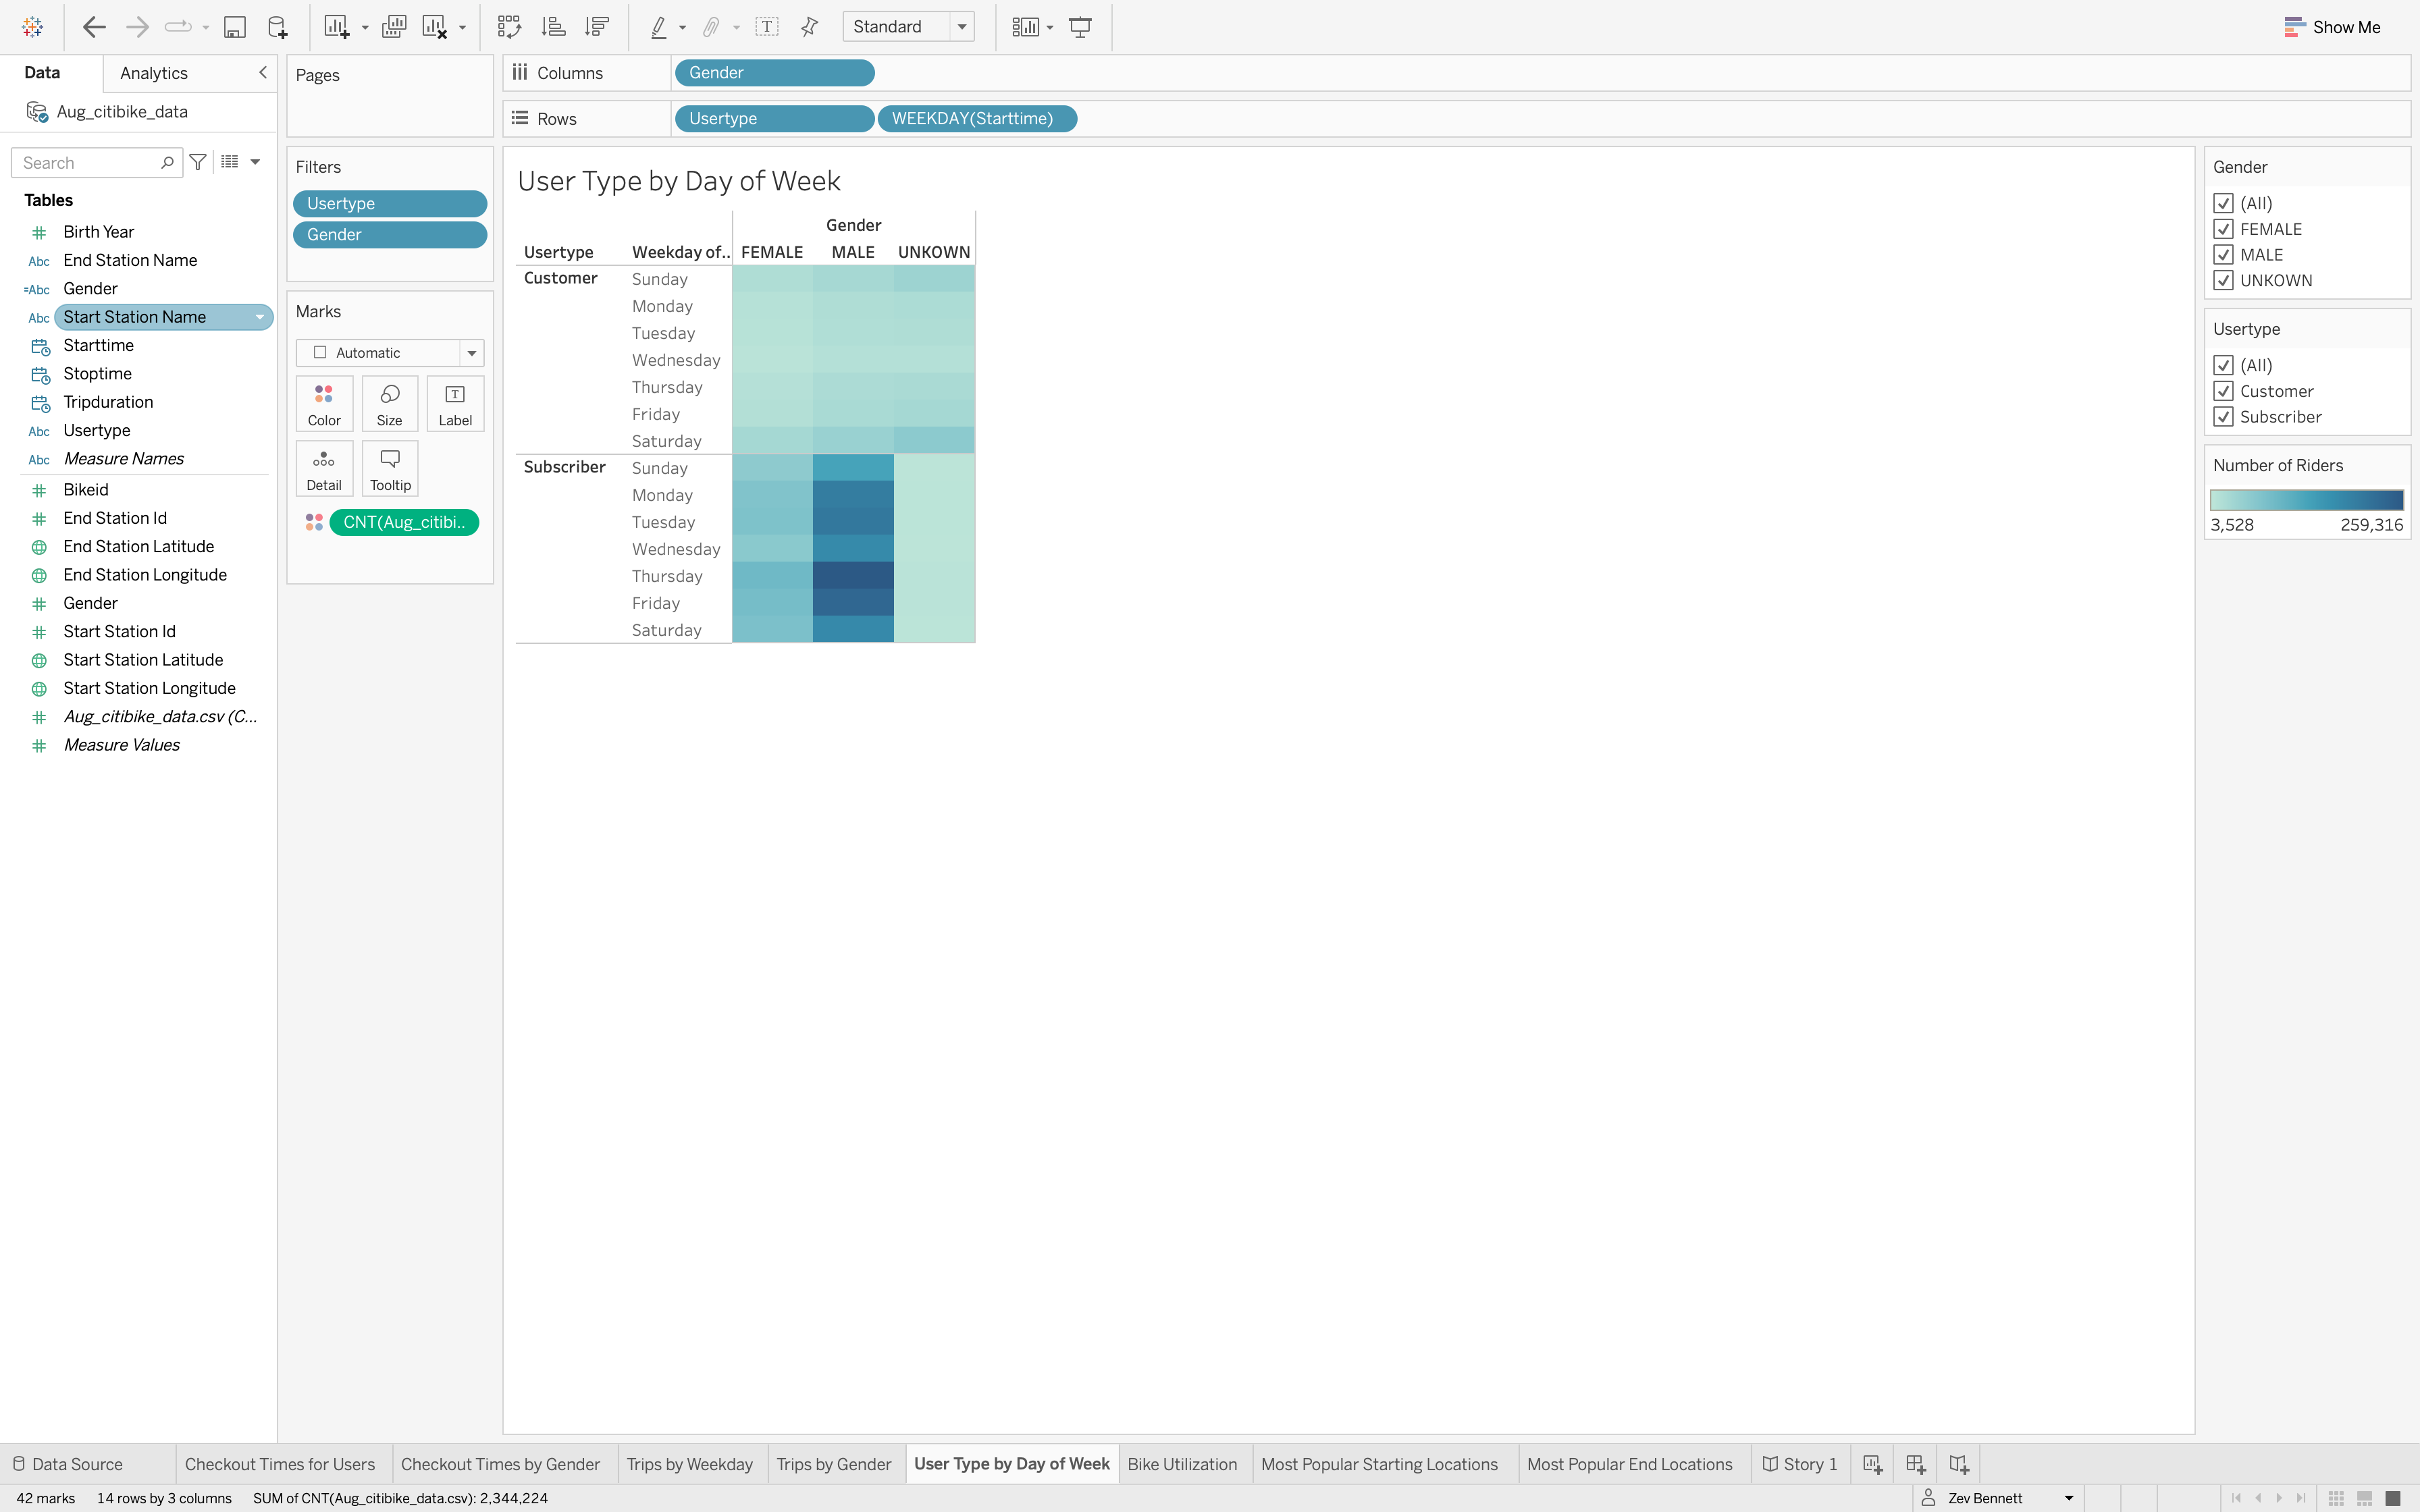 Standard
Show Me
Data
Analytics
Aug_citibike_data
Search
Tables
Birth Year
Abc End Station Name
=Abc Gender
Abc Start Station Name
Starttime
Stoptime
Tripduration
Abc Usertype
Abc Measure Names
Bikeid
End Station Id
End Station Latitude
End Station Longitude
Gender
Start Station Id
Start Station Latitude
Start Station Longitude
Aug_citibike_data.csv (C...
Measure Values
Pages
Filters
Usertype
Gender
Marks
Automatic
Color Size Label
Detail Tooltip
CNT(Aug_citibi..
Columns Gender
Rows Usertype WEEKDAY(Starttime)
User Type by Day of Week
Gender
Usertype Weekday of.. FEMALE MALE UNKOWN
Customer Sunday
Monday
Tuesday
Wednesday
Thursday
Friday
Saturday
Subscriber Sunday
Monday
Tuesday
Wednesday
Thursday
Friday
Saturday
Gender
(All)
FEMALE
MALE
UNKOWN
Usertype
(All)
Customer
Subscriber
Number of Riders
3,528 259,316
Data Source Checkout Times for Users Checkout Times by Gender Trips by Weekday Trips by Gender User Type by Day of Week Bike Utilization Most Popular Starting Locations Most Popular End Locations Story 1
42 marks 14 rows by 3 columns SUM of CNT(Aug_citibike_data.csv): 2,344,224 Zev Bennett